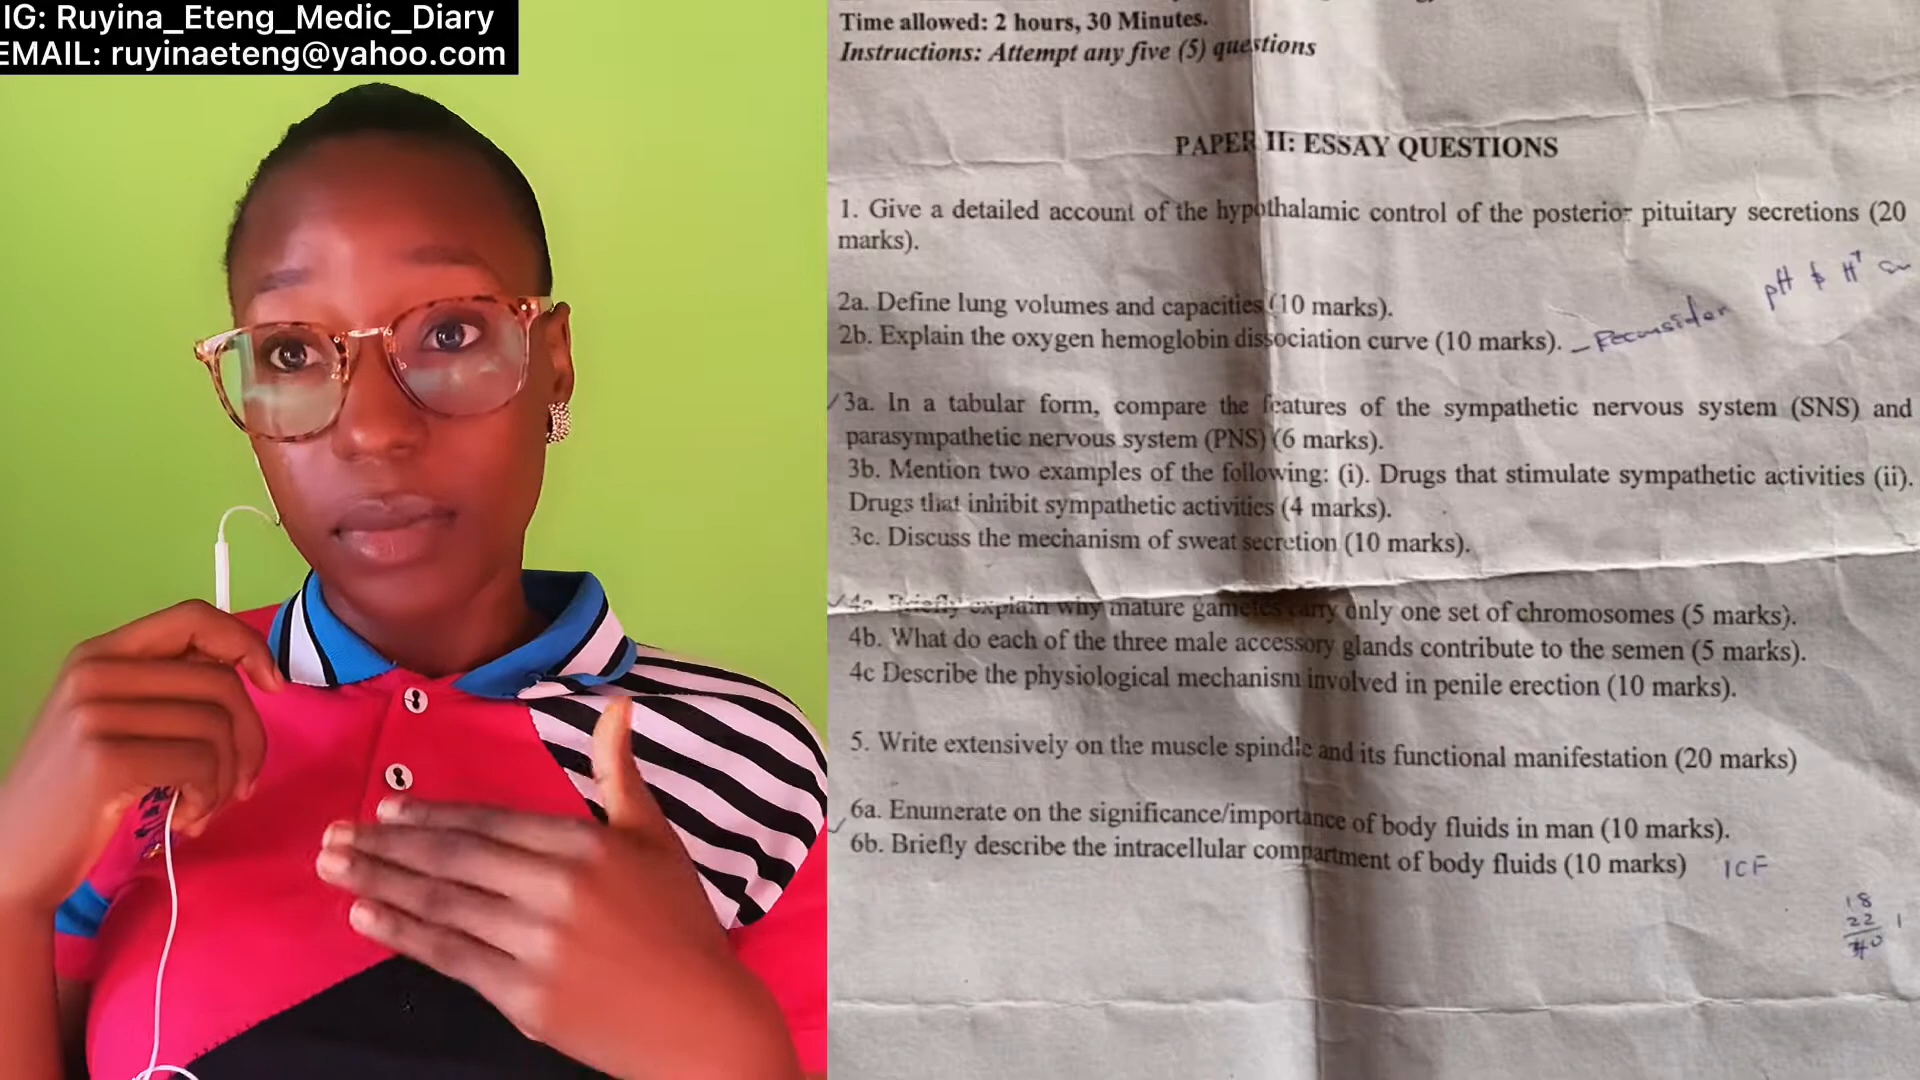 IG: Ruyina_Eteng_Medic_Diary
EMAIL: ruyinaeteng@yahoo.com
Time allowed: 2 hours, 30 Minutes.
Instructions: Attempt any five (5) questions
PAPER II: ESSAY QUESTIONS
1. Give a detailed account of the hypothalamic control of the posterior pituitary secretions (20
marks).
2a. Define lung volumes and capacities (10 marks).
2b. Explain the oxygen hemoglobin dissociation curve (10 marks). - Reconsider pH & H+
3a. In a tabular form, compare the features of the sympathetic nervous system (SNS) and
parasympathetic nervous system (PNS) (6 marks).
3b. Mention two examples of the following: (i). Drugs that stimulate sympathetic activities (ii).
Drugs that inhibit sympathetic activities (4 marks).
3c. Discuss the mechanism of sweat secretion (10 marks).
4a. Briefly explain why mature gametes carry only one set of chromosomes (5 marks).
4b. What do each of the three male accessory glands contribute to the semen (5 marks).
4c Describe the physiological mechanism involved in penile erection (10 marks).
5. Write extensively on the muscle spindle and its functional manifestation (20 marks)
6a. Enumerate on the significance/importance of body fluids in man (10 marks).
6b. Briefly describe the intracellular compartment of body fluids (10 marks) ICF
18
22
40